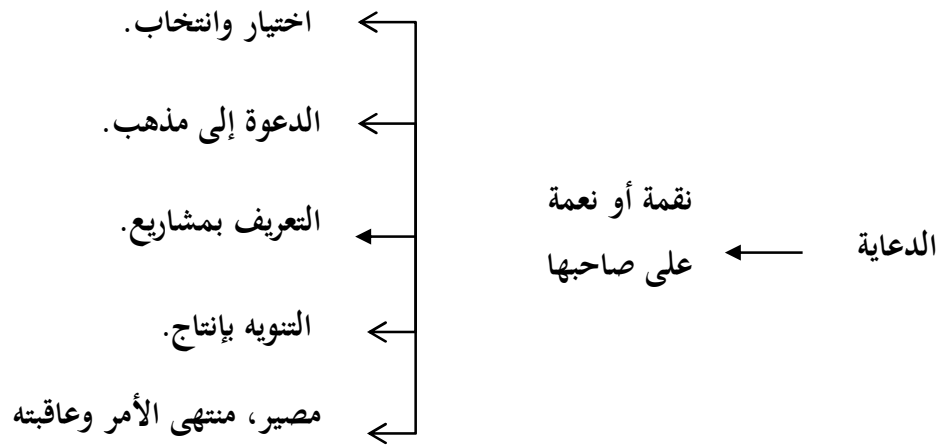 الدعاية
نقمة أو نعمة
على صاحبها
اختيار وانتخاب.
الدعوة إلى مذهب.
التعريف بمشاريع.
التنويه بإنتاج.
مصير، منتهى الأمر وعاقبته